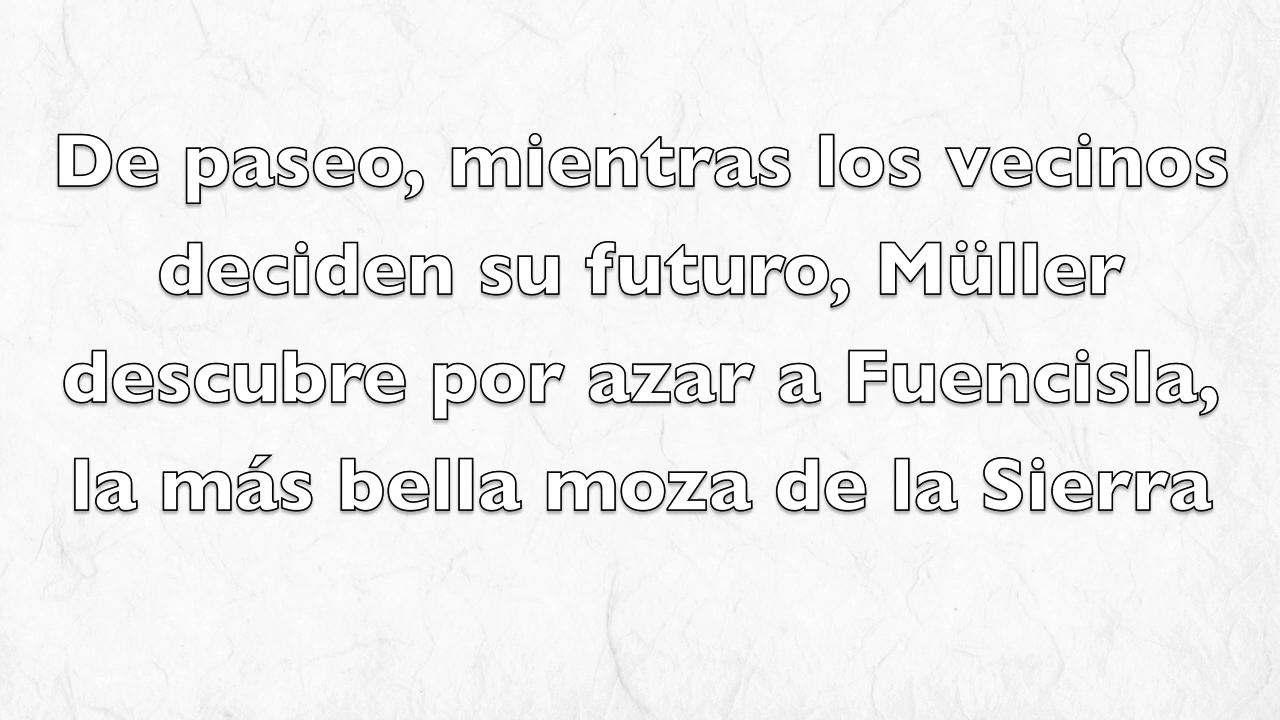 De paseo, mientras los vecinos
deciden su futuro, Müller
descubre por azar a Fuencisla,
la más bella moza de la Sierra